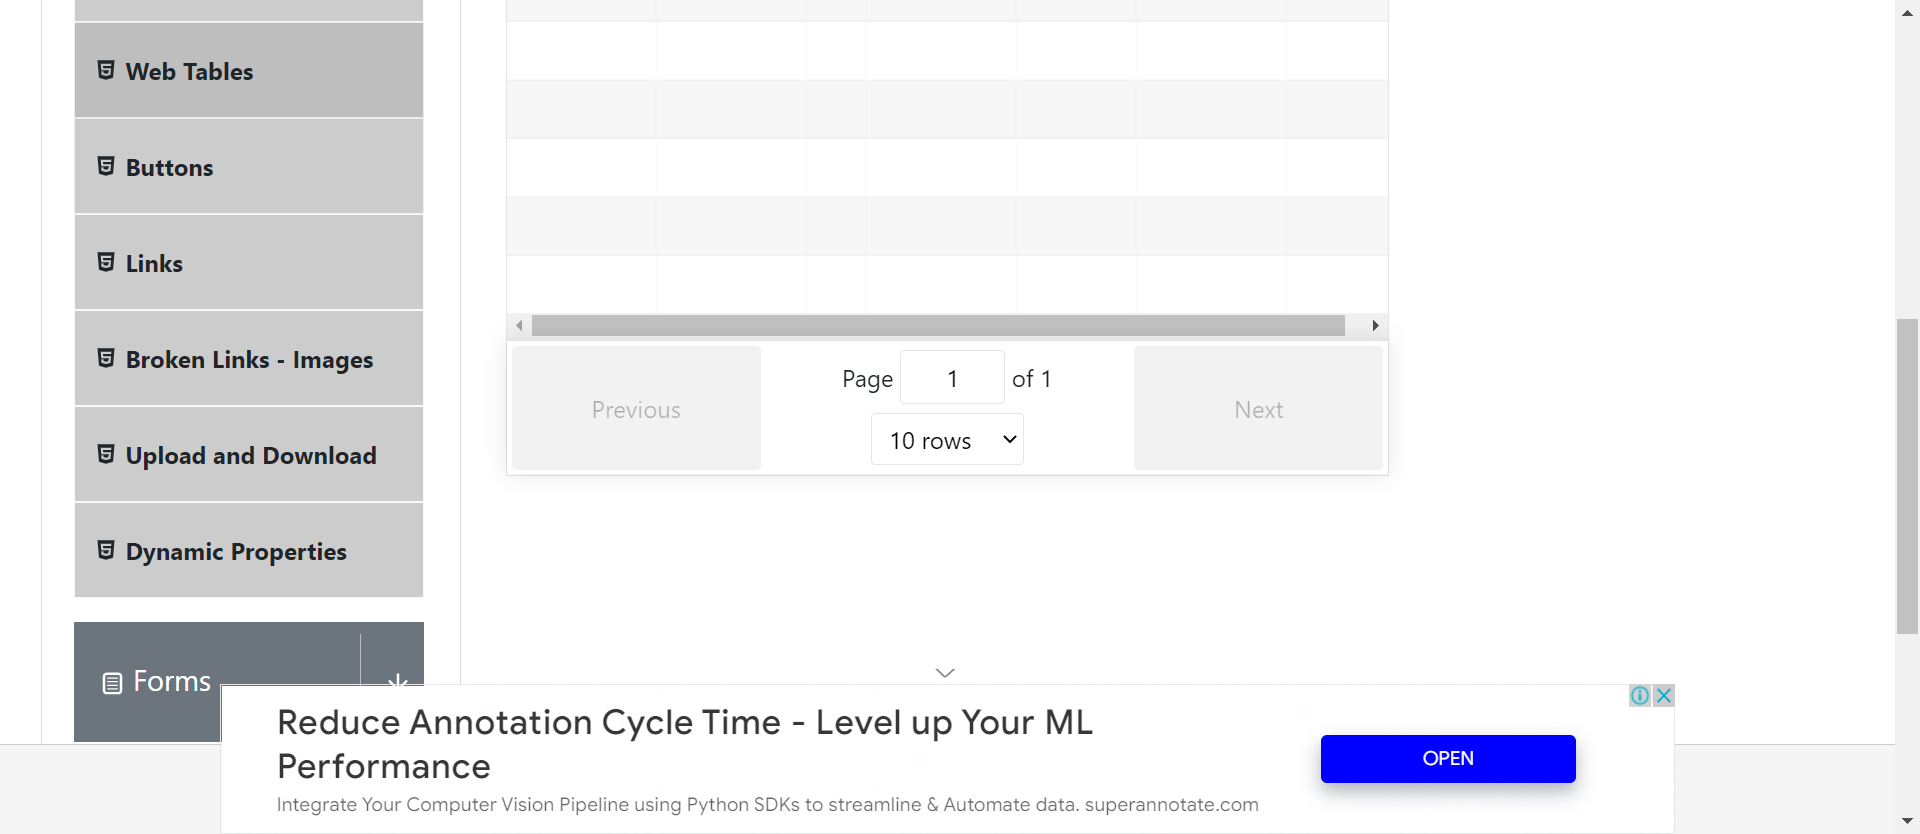 Web Tables
Buttons
Links
Broken Links - Images
Upload and Download
Dynamic Properties
Forms
Previous
Page 1 of 1
10 rows
Next
Reduce Annotation Cycle Time - Level up Your ML
Performance
Integrate Your Computer Vision Pipeline using Python SDKs to streamline & Automate data. superannotate.com
OPEN